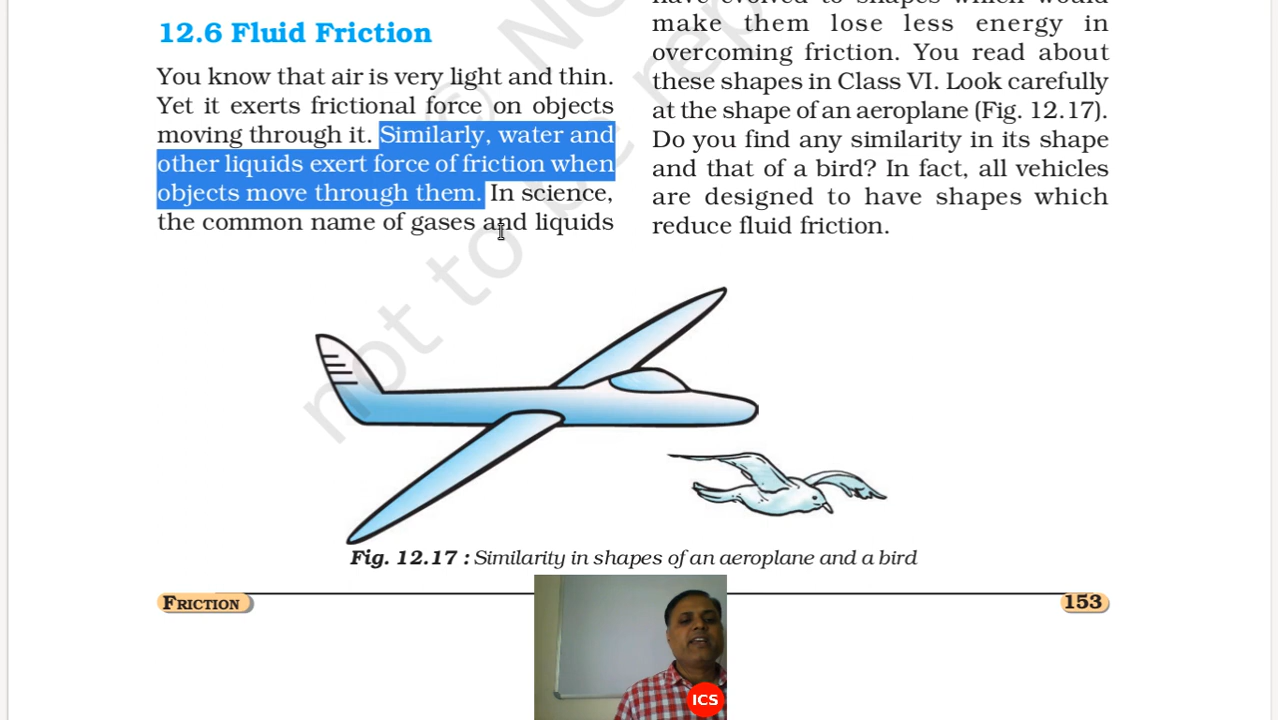 12.6 Fluid Friction
You know that air is very light and thin.
Yet it exerts frictional force on objects
moving through it. Similarly, water and
other liquids exert force of friction when
objects move through them. In science,
the common name of gases and liquids
have evolved to shapes which would
make them lose less energy in
overcoming friction. You read about
these shapes in Class VI. Look carefully
at the shape of an aeroplane (Fig. 12.17).
Do you find any similarity in its shape
and that of a bird? In fact, all vehicles
are designed to have shapes which
reduce fluid friction.
not to be rep
© NC
Fig. 12.17 : Similarity in shapes of an aeroplane and a bird
FRICTION
153
ICS